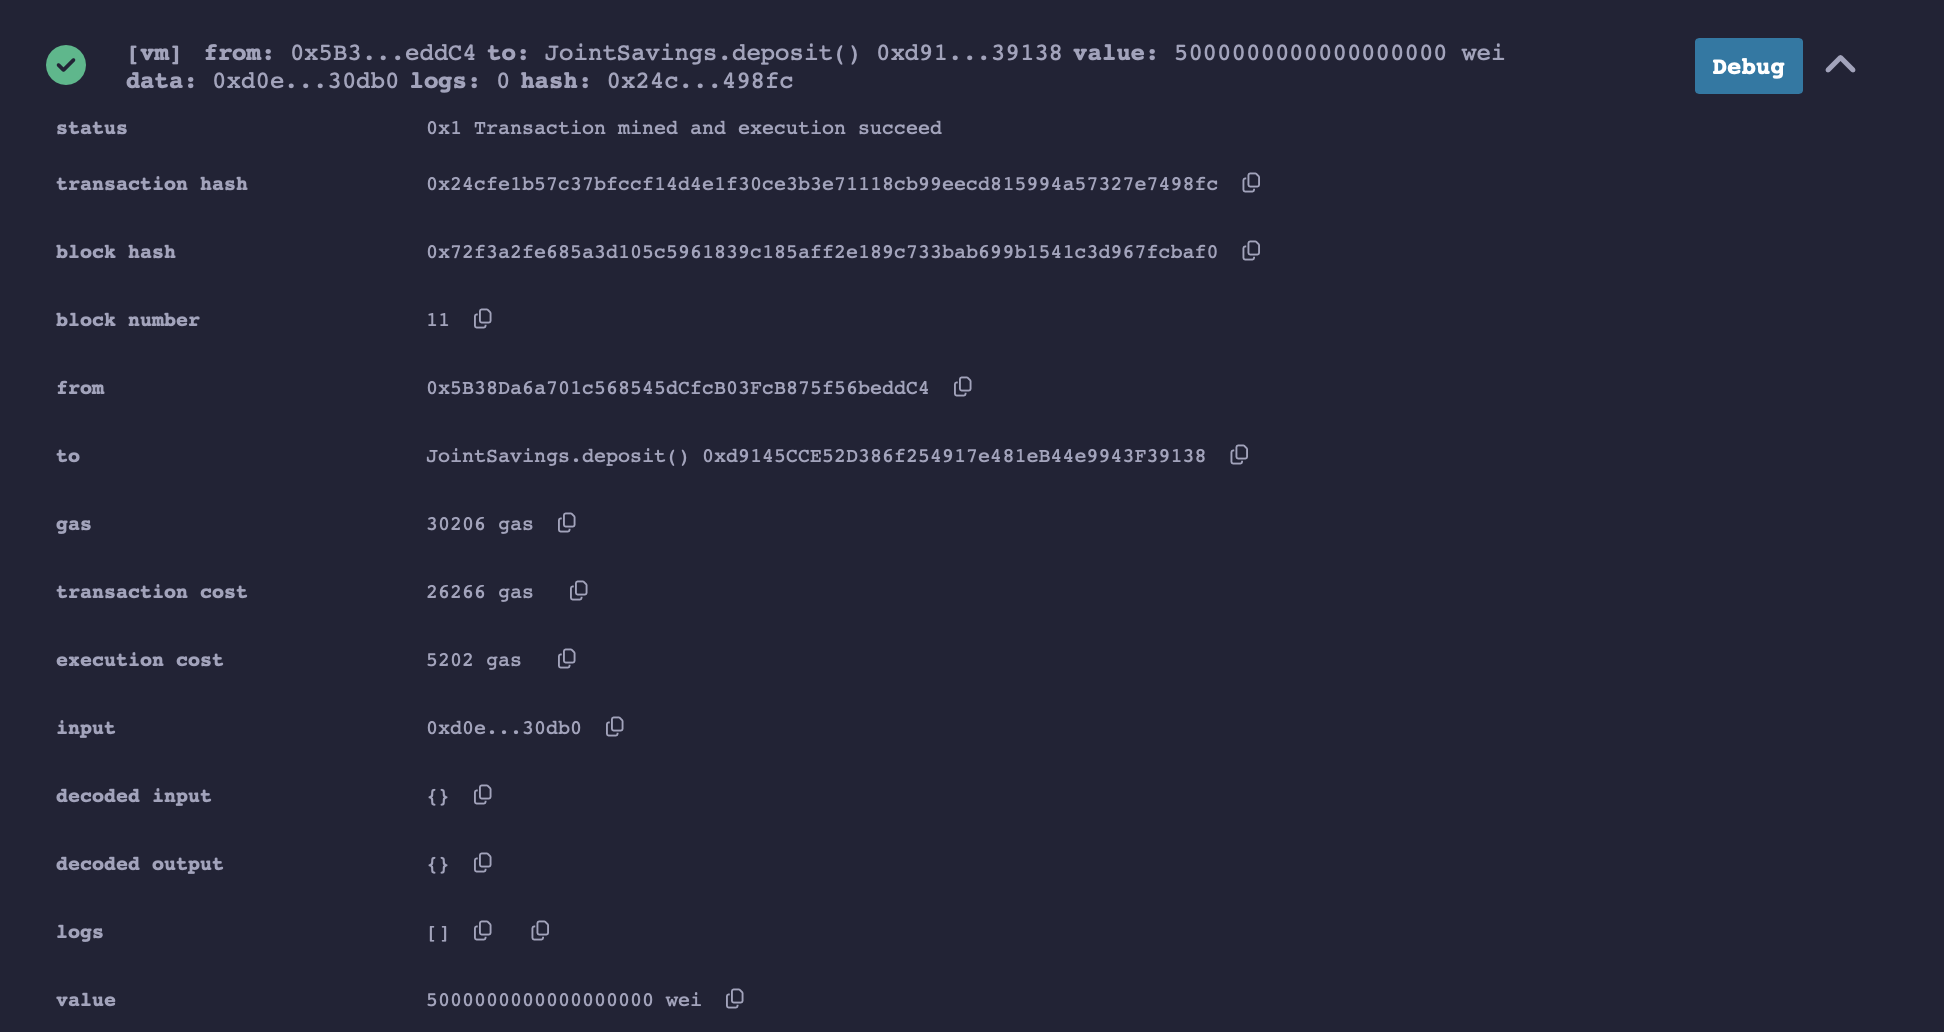 [vm] from: 0x5B3...eddC4 to: JointSavings.deposit() 0xd91...39138 value: 5000000000000000000 wei
data: 0xd0e...30db0 logs: 0 hash: 0x24c...498fc
Debug
status 0x1 Transaction mined and execution succeed
transaction hash 0x24cfe1b57c37bfccf14d4e1f30ce3b3e71118cb99eecd815994a57327e7498fc
block hash 0x72f3a2fe685a3d105c5961839c185aff2e189c733bab699b1541c3d967fcbaf0
block number 11
from 0x5B38Da6a701c568545dCfcB03FcB875f56beddC4
to JointSavings.deposit() 0xd9145CCE52D386f254917e481eB44e9943F39138
gas 30206 gas
transaction cost 26266 gas
execution cost 5202 gas
input 0xd0e...30db0
decoded input {}
decoded output {}
logs []
value 5000000000000000000 wei